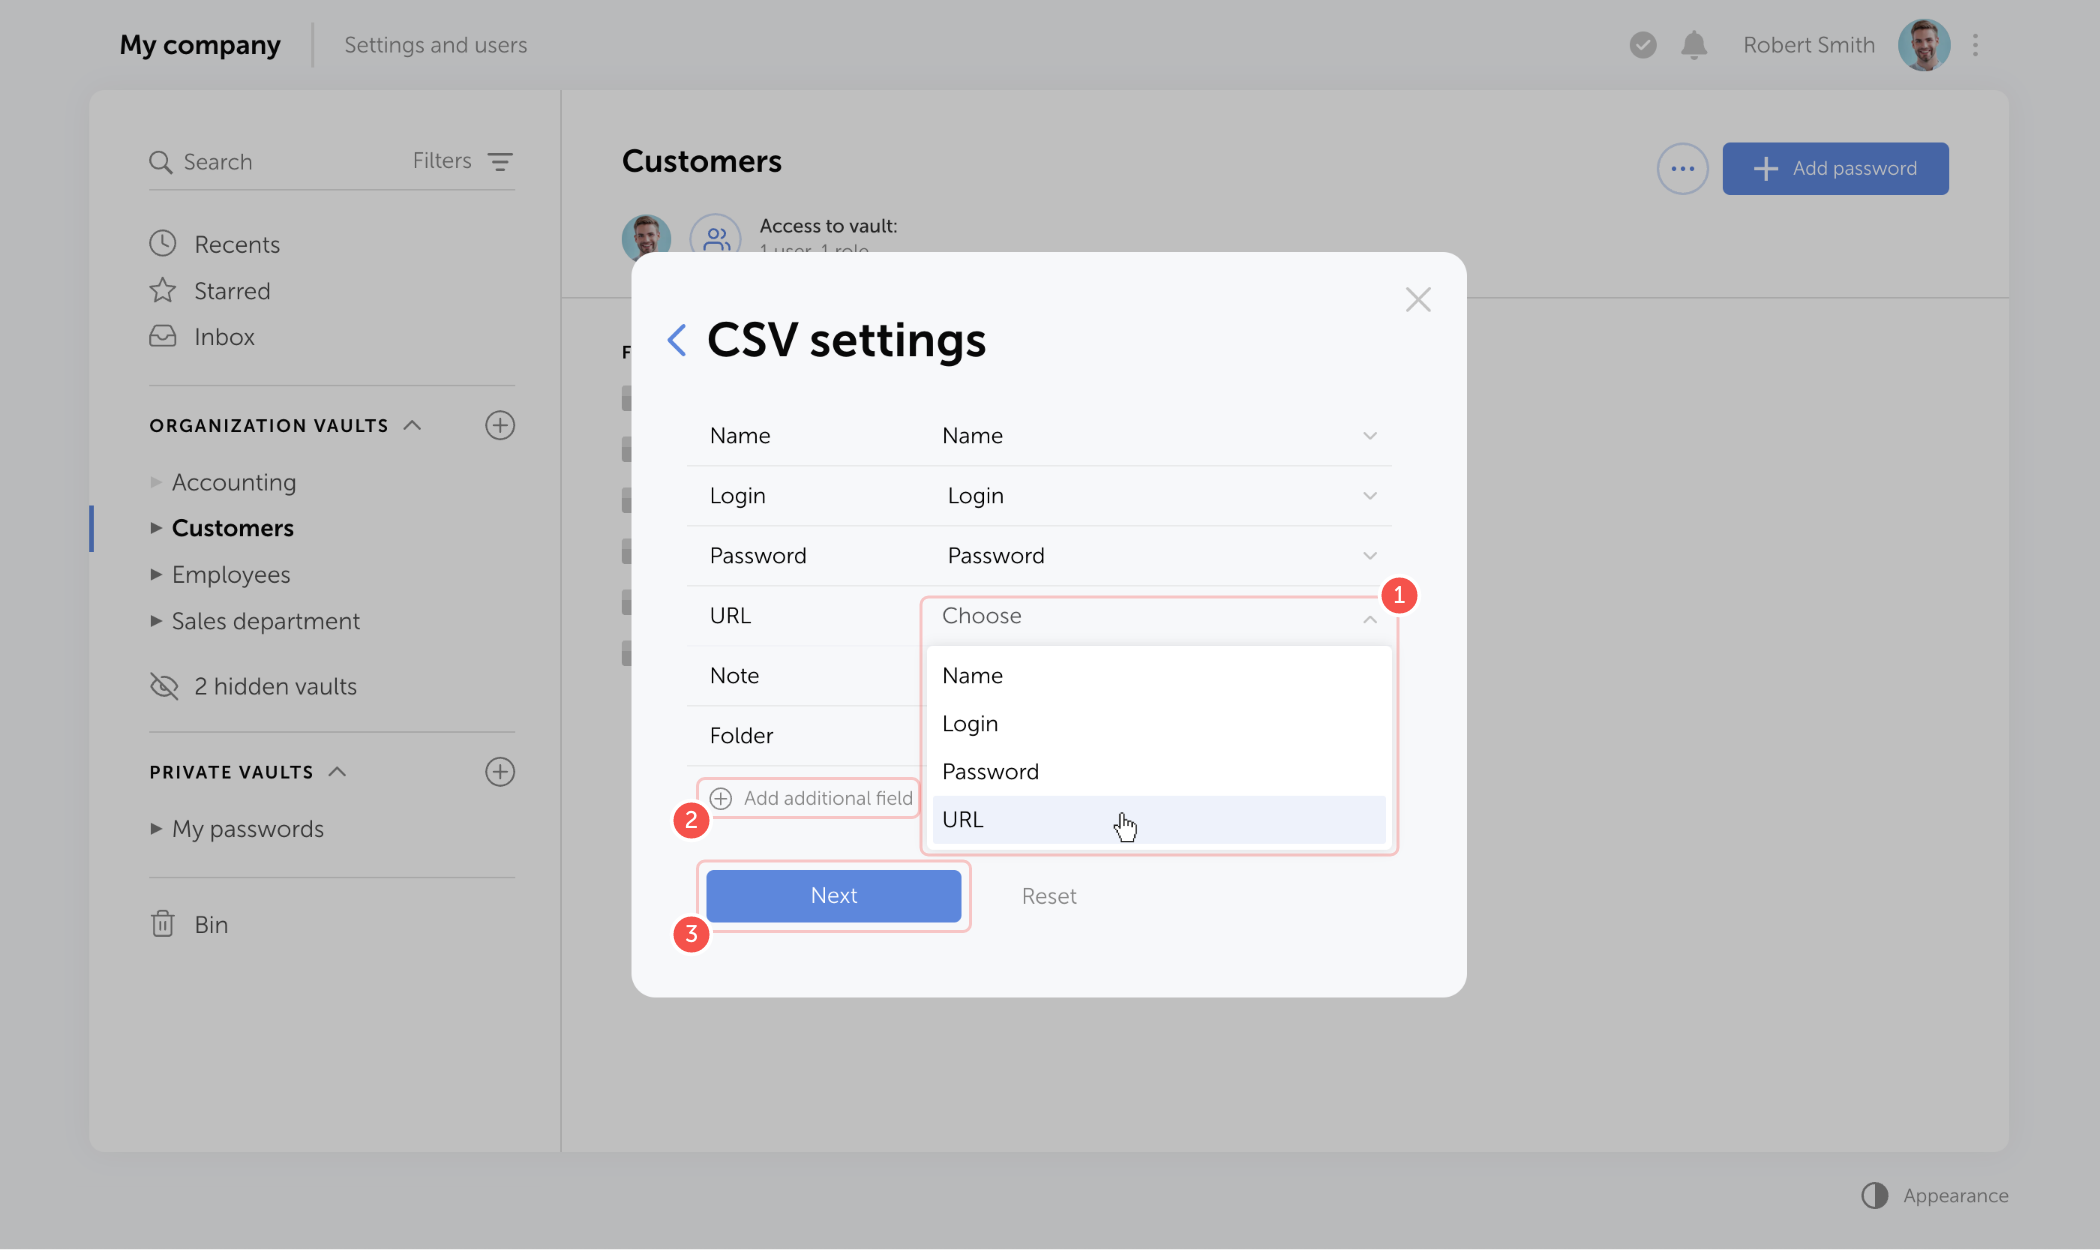 My company
Settings and users
Robert Smith
Search
Filters
Recents
Starred
Inbox
ORGANIZATION VAULTS
Accounting
Customers
Employees
Sales department
2 hidden vaults
PRIVATE VAULTS
My passwords
Bin
Customers
Add password
Access to vault:
1 user, 1 role
F
CSV settings
Name Name
Login Login
Password Password
URL Choose
1
Note
Folder
Name
Login
Password
URL
Add additional field
2
Next
Reset
3
Appearance